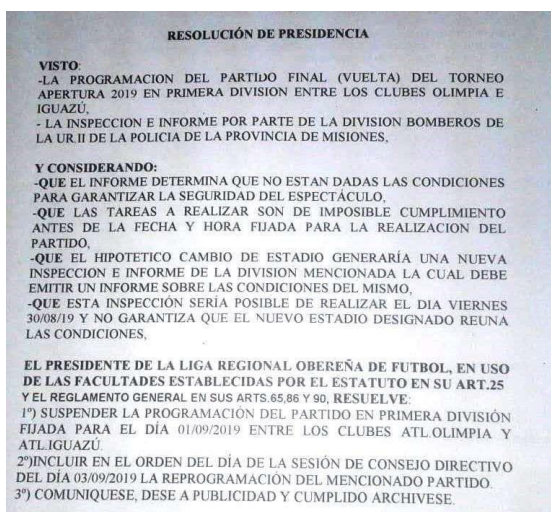 RESOLUCIÓN DE PRESIDENCIA
VISTO:
-LA PROGRAMACION DEL PARTIDO FINAL (VUELTA) DEL TORNEO
APERTURA 2019 EN PRIMERA DIVISION ENTRE LOS CLUBES OLIMPIA E
IGUAZÚ,
- LA INSPECCION E INFORME POR PARTE DE LA DIVISION BOMBEROS DE
LA UR.II DE LA POLICIA DE LA PROVINCIA DE MISIONES,
Y CONSIDERANDO:
-QUE EL INFORME DETERMINA QUE NO ESTAN DADAS LAS CONDICIONES
PARA GARANTIZAR LA SEGURIDAD DEL ESPECTÁCULO,
-QUE LAS TAREAS A REALIZAR SON DE IMPOSIBLE CUMPLIMIENTO
ANTES DE LA FECHA Y HORA FIJADA PARA LA REALIZACION DEL
PARTIDO,
-QUE EL HIPOTETICO CAMBIO DE ESTADIO GENERARÍA UNA NUEVA
INSPECCION E INFORME DE LA DIVISION MENCIONADA LA CUAL DEBE
EMITIR UN INFORME SOBRE LAS CONDICIONES DEL MISMO,
-QUE ESTA INSPECCIÓN SERÍA POSIBLE DE REALIZAR EL DIA VIERNES
30/08/19 Y NO GARANTIZA QUE EL NUEVO ESTADIO DESIGNADO REUNA
LAS CONDICIONES,
EL PRESIDENTE DE LA LIGA REGIONAL OBEREÑA DE FUTBOL, EN USO
DE LAS FACULTADES ESTABLECIDAS POR EL ESTATUTO EN SU ART.25
Y EL REGLAMENTO GENERAL EN SUS ARTS.65,86 Y 90, RESUELVE:
1º) SUSPENDER LA PROGRAMACIÓN DEL PARTIDO EN PRIMERA DIVISIÓN
FIJADA PARA EL DÍA 01/09/2019 ENTRE LOS CLUBES ATL.OLIMPIA Y
ATL.IGUAZÚ.
2º)INCLUIR EN EL ORDEN DEL DÍA DE LA SESIÓN DE CONSEJO DIRECTIVO
DEL DÍA 03/09/2019 LA REPROGRAMACIÓN DEL MENCIONADO PARTIDO.
3º) COMUNIQUESE, DESE A PUBLICIDAD Y CUMPLIDO ARCHIVESE.